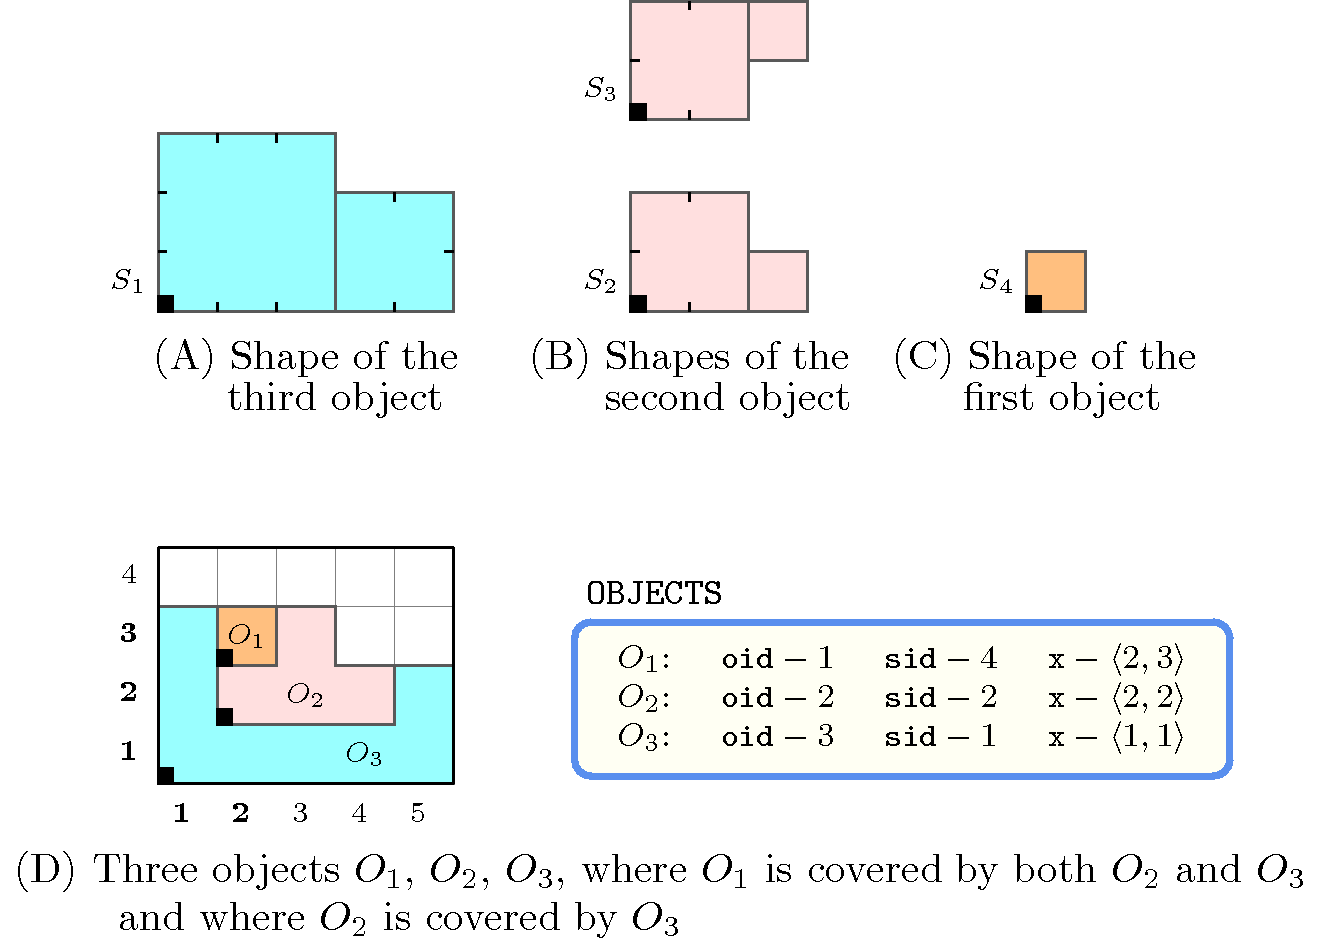 S3
S1
S2
S4
(A) Shape of the
third object
(B) Shapes of the
second object
(C) Shape of the
first object
4
3
2
1
O1
O2
O3
1 2 3 4 5
OBJECTS
O1: oid − 1 sid − 4 x − ⟨2, 3⟩
O2: oid − 2 sid − 2 x − ⟨2, 2⟩
O3: oid − 3 sid − 1 x − ⟨1, 1⟩
(D) Three objects O1, O2, O3, where O1 is covered by both O2 and O3
and where O2 is covered by O3